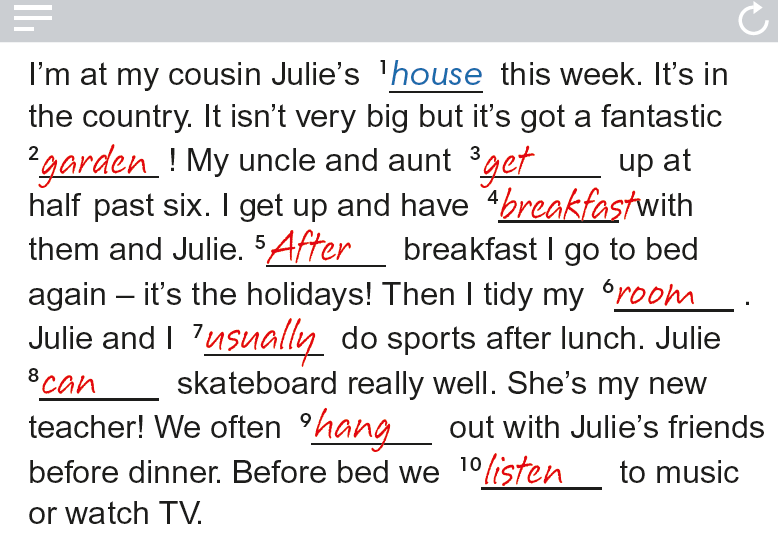 I'm at my cousin Julie's ¹house this week. It's in
the country. It isn't very big but it's got a fantastic
²garden ! My uncle and aunt ³get up at
half past six. I get up and have ⁴breakfast with
them and Julie. ⁵After breakfast I go to bed
again – it's the holidays! Then I tidy my ⁶room .
Julie and I ⁷usually do sports after lunch. Julie
⁸can skateboard really well. She's my new
teacher! We often ⁹hang out with Julie's friends
before dinner. Before bed we ¹⁰listen to music
or watch TV.